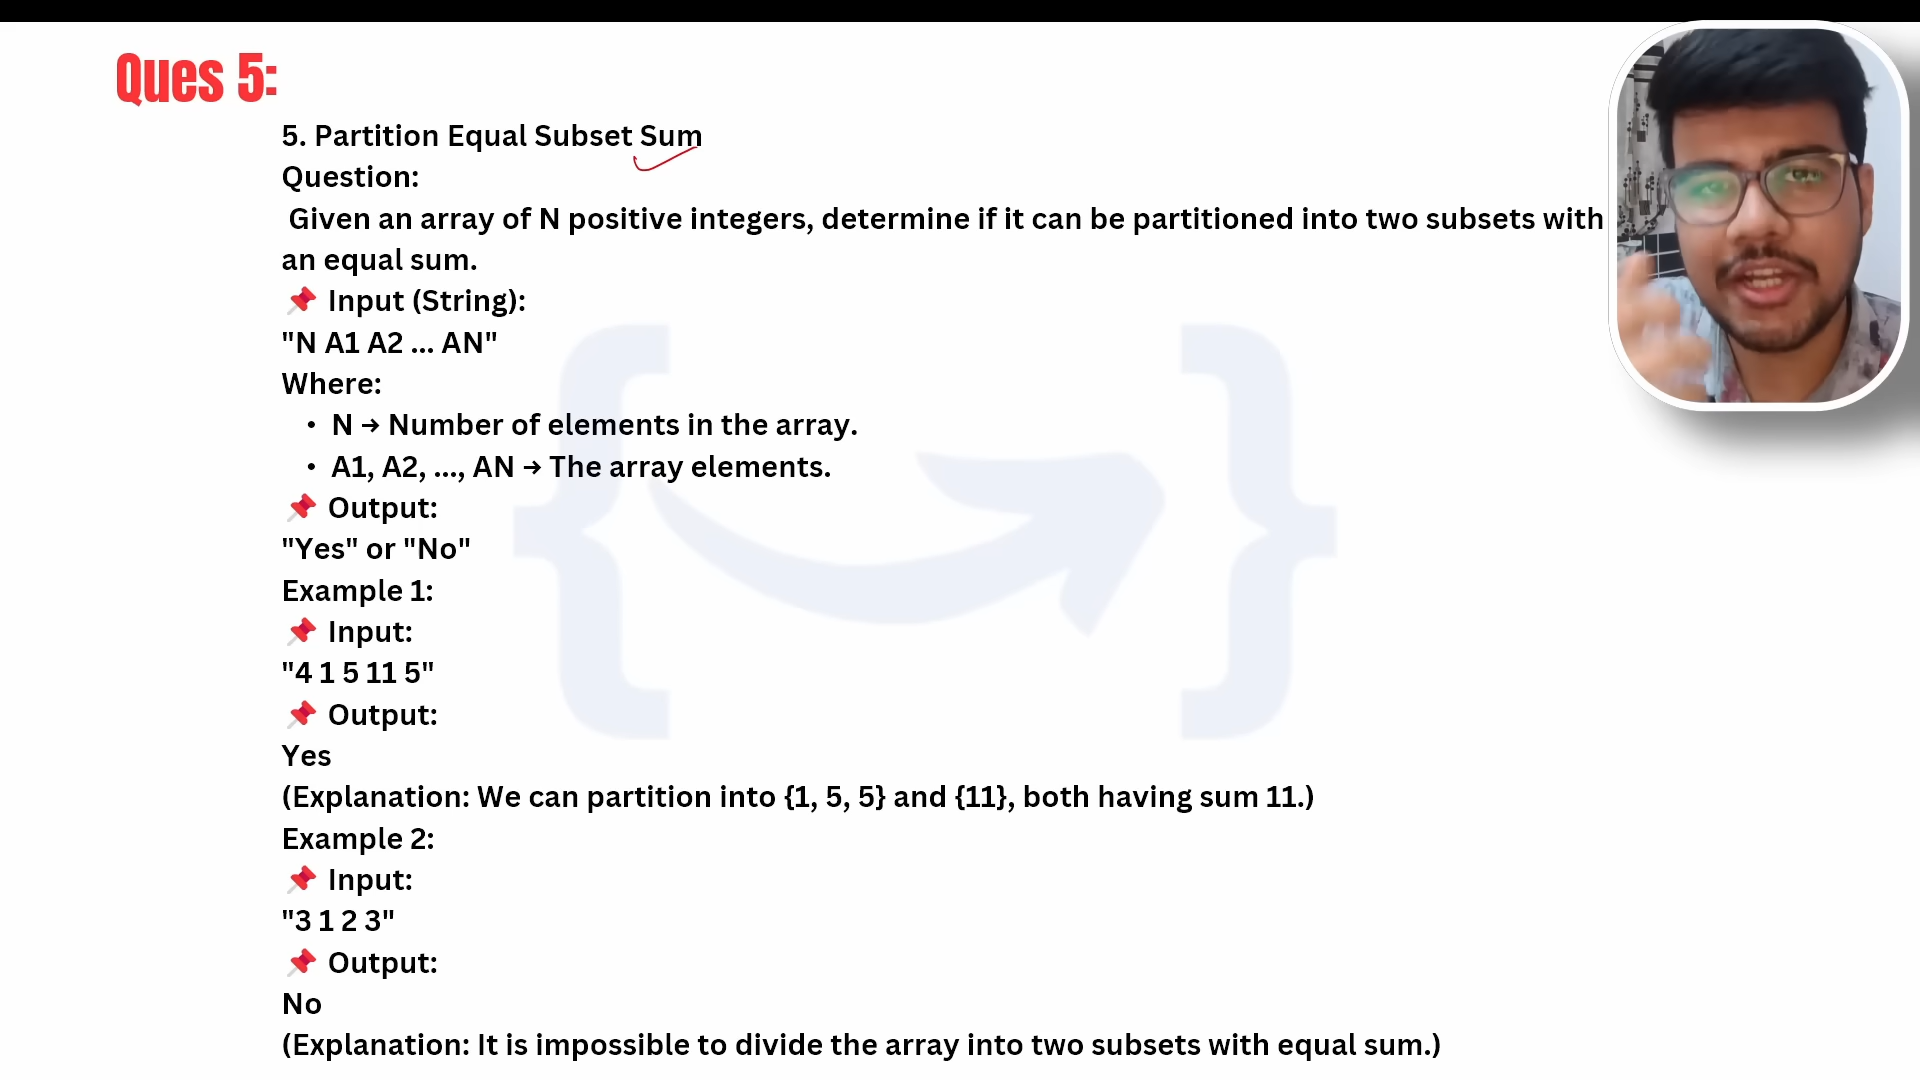 Ques 5:
5. Partition Equal Subset Sum
Question:
Given an array of N positive integers, determine if it can be partitioned into two subsets with
an equal sum.
📌 Input (String):
"N A1 A2 ... AN"
Where:
• N → Number of elements in the array.
• A1, A2, ..., AN → The array elements.
📌 Output:
"Yes" or "No"
Example 1:
📌 Input:
"4 1 5 11 5"
📌 Output:
Yes
(Explanation: We can partition into {1, 5, 5} and {11}, both having sum 11.)
Example 2:
📌 Input:
"3 1 2 3"
📌 Output:
No
(Explanation: It is impossible to divide the array into two subsets with equal sum.)